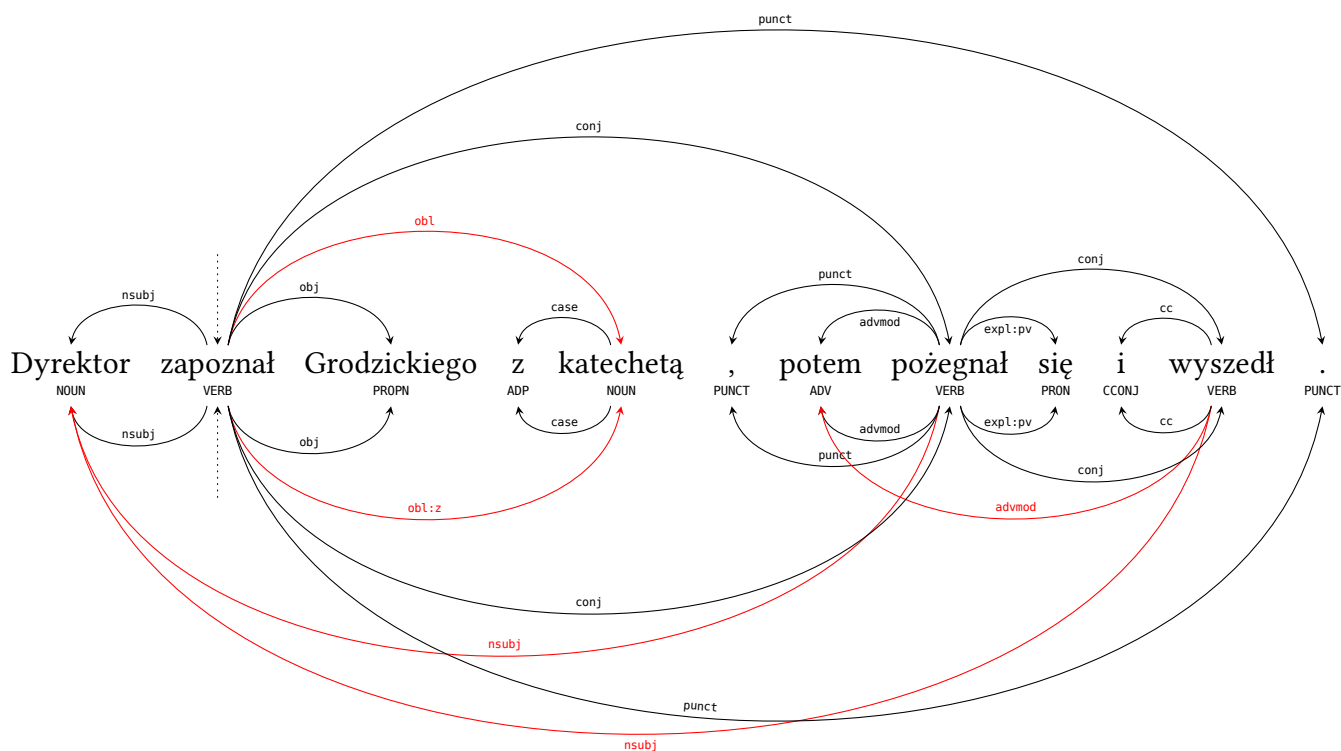 punct
conj
obl
nsubj obj case punct advmod expl:pv conj cc
Dyrektor zapoznał Grodzickiego z katechetą , potem pożegnał się i wyszedł .
NOUN VERB PROPN ADP NOUN PUNCT ADV VERB PRON CCONJ VERB PUNCT
nsubj obj case advmod expl:pv cc
punct
conj
obl:z advmod
conj
nsubj
punct
nsubj